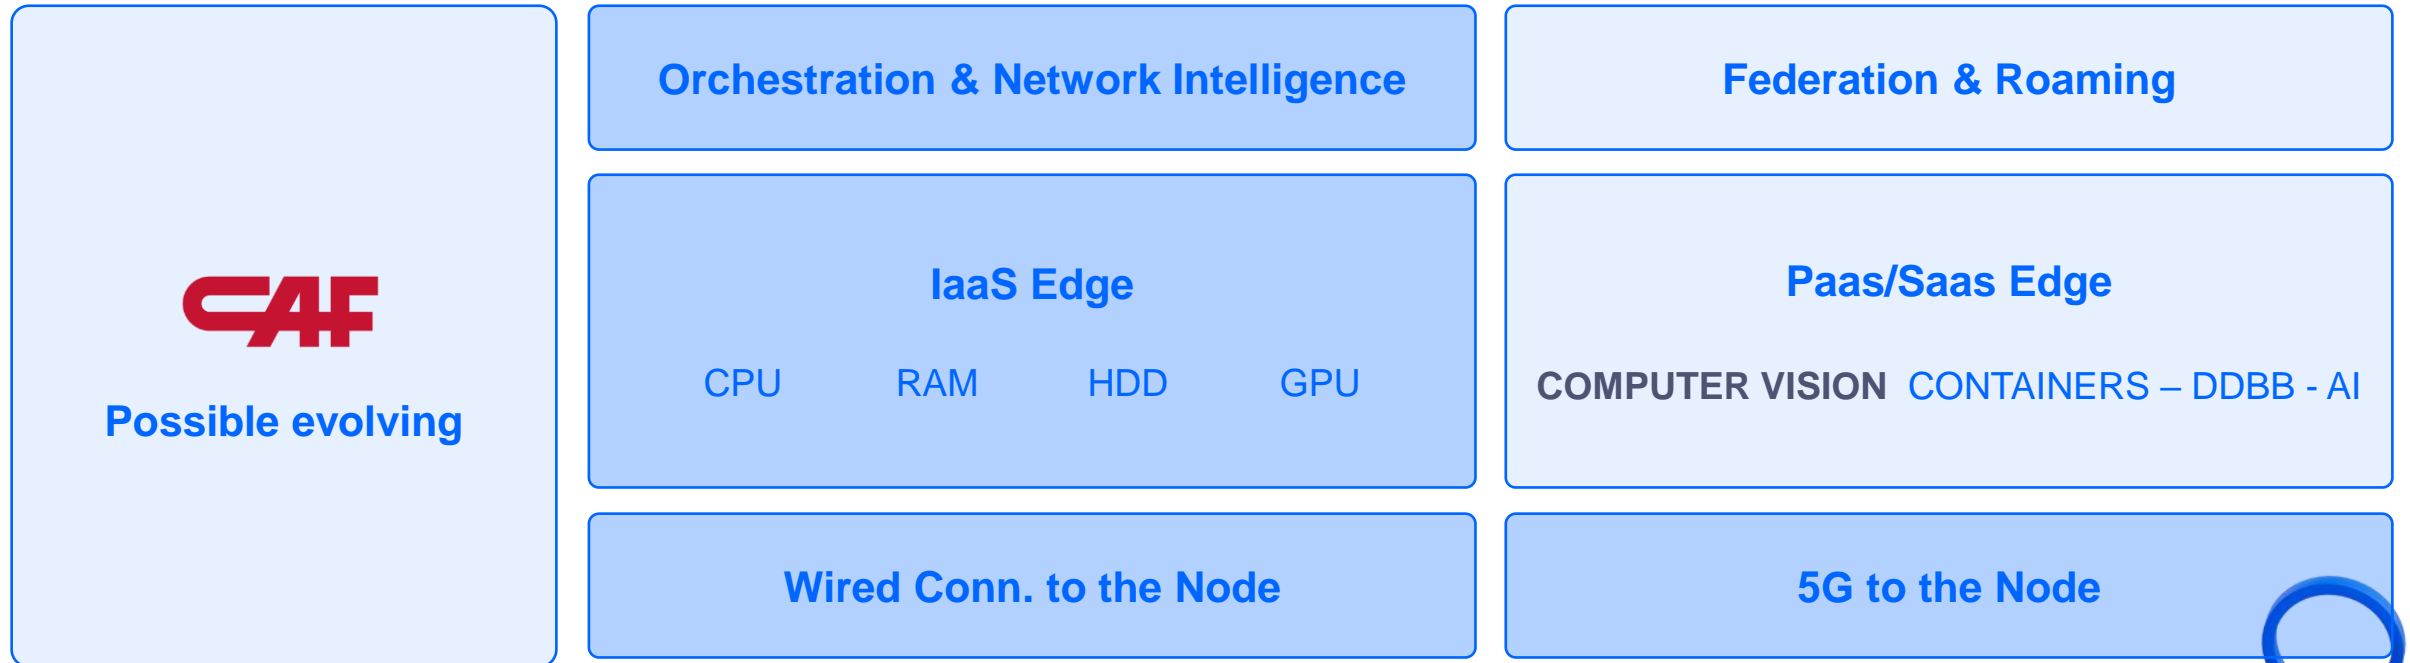 CAF
Possible evolving
Orchestration & Network Intelligence
Federation & Roaming
IaaS Edge
CPU RAM HDD GPU
Paas/Saas Edge
COMPUTER VISION CONTAINERS – DDBB - AI
Wired Conn. to the Node
5G to the Node